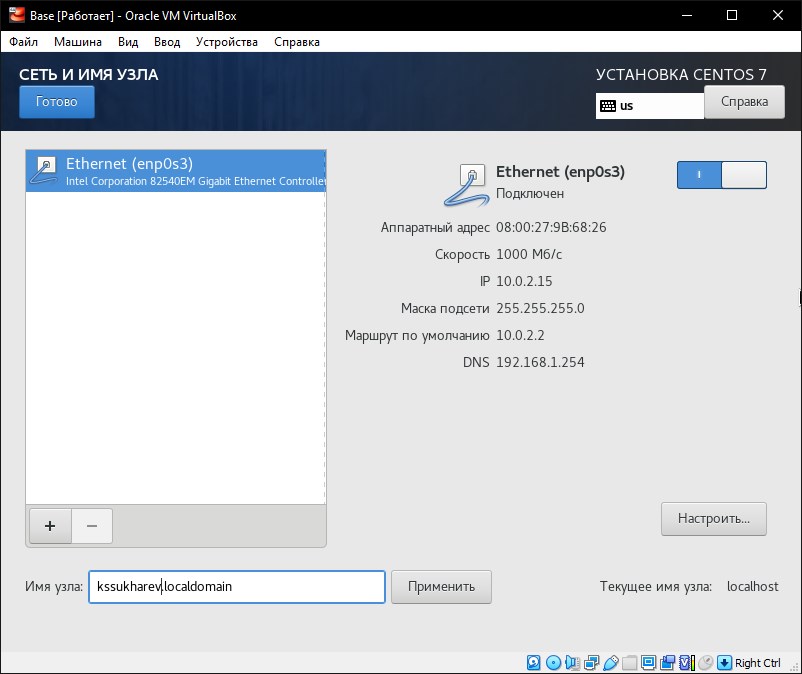 Base [Работает] - Oracle VM VirtualBox
Файл Машина Вид Ввод Устройства Справка
СЕТЬ И ИМЯ УЗЛА
Готово
УСТАНОВКА CENTOS 7
us
Справка
Ethernet (enp0s3)
Intel Corporation 82540EM Gigabit Ethernet Controlle
Ethernet (enp0s3)
Подключен
Аппаратный адрес 08:00:27:9B:68:26
Скорость 1000 Мб/с
IP 10.0.2.15
Маска подсети 255.255.255.0
Маршрут по умолчанию 10.0.2.2
DNS 192.168.1.254
+ −
Настроить...
Имя узла: kssukharev.localdomain Применить Текущее имя узла: localhost
Right Ctrl